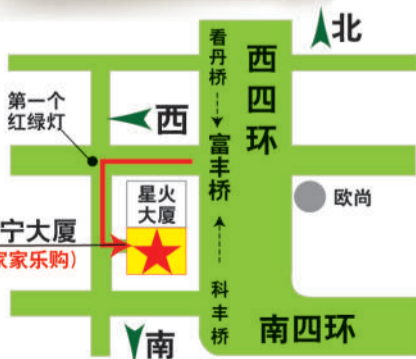 北
看丹桥
西四环
第一个
红绿灯
西
富丰桥
星火
大厦
欧尚
宁大厦
家家乐购)
科丰桥
南四环
南